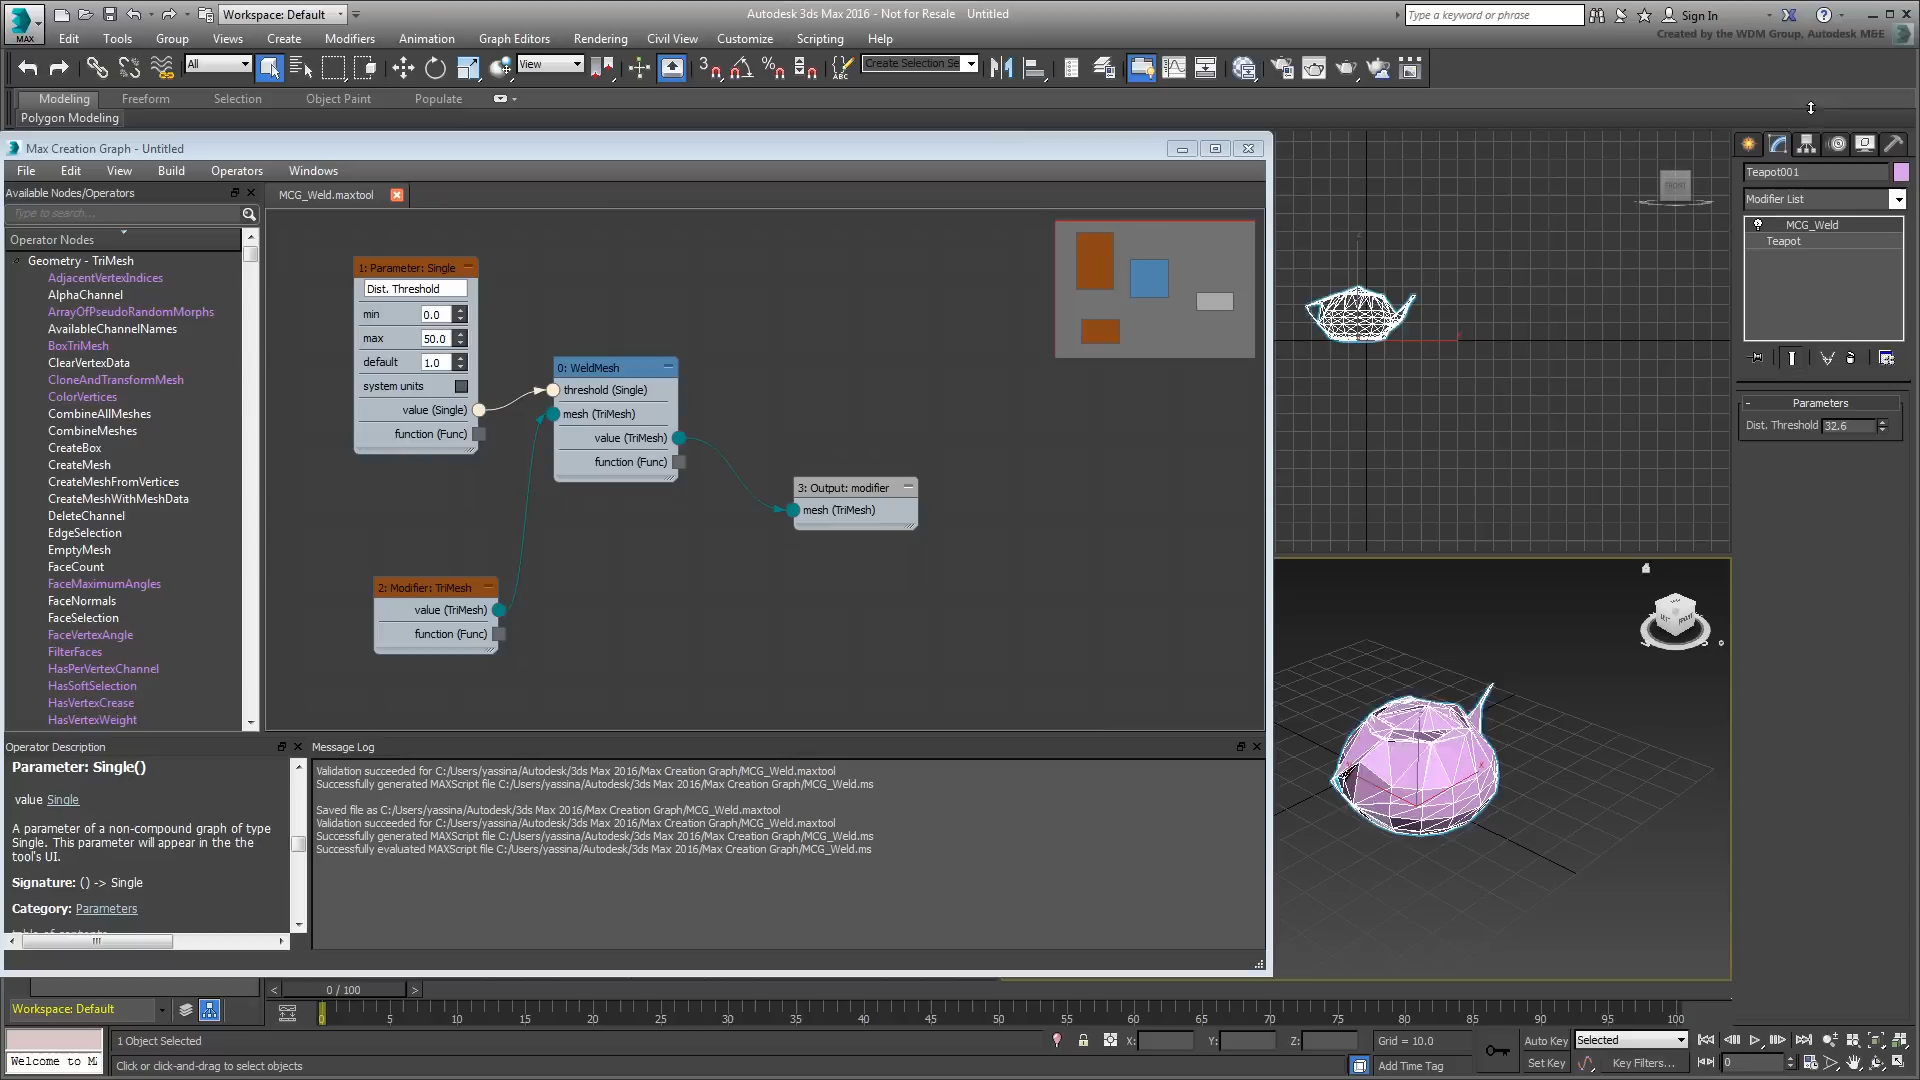 Workspace: Default
Autodesk 3ds Max 2016 - Not for Resale Untitled
Type a keyword or phrase
Sign In
MAX
Edit Tools Group Views Create Modifiers Animation Graph Editors Rendering Civil View Customize Scripting Help
Created by the WDM Group, Autodesk M&E
All
View
3
ABC
Create Selection Se
Modeling Freeform Selection Object Paint Populate
Polygon Modeling
Max Creation Graph - Untitled
File Edit View Build Operators Windows
Available Nodes/Operators
MCG_Weld.maxtool
Type to search...
Operator Nodes
Geometry - TriMesh
AdjacentVertexIndices
AlphaChannel
ArrayOfPseudoRandomMorphs
AvailableChannelNames
BoxTriMesh
ClearVertexData
CloneAndTransformMesh
ColorVertices
CombineAllMeshes
CombineMeshes
CreateBox
CreateMesh
CreateMeshFromVertices
CreateMeshWithMeshData
DeleteChannel
EdgeSelection
EmptyMesh
FaceCount
FaceMaximumAngles
FaceNormals
FaceSelection
FaceVertexAngle
FilterFaces
HasPerVertexChannel
HasSoftSelection
HasVertexCrease
HasVertexWeight
1: Parameter: Single
Dist. Threshold
min 0.0
max 50.0
default 1.0
system units
value (Single)
function (Func)
0: WeldMesh
threshold (Single)
mesh (TriMesh)
value (TriMesh)
function (Func)
3: Output: modifier
mesh (TriMesh)
2: Modifier: TriMesh
value (TriMesh)
function (Func)
FRONT
Teapot001
Modifier List
MCG_Weld
Teapot
- Parameters
Dist. Threshold 32.6
Operator Description
Parameter: Single()
value Single
A parameter of a non-compound graph of type
Single. This parameter will appear in the the
tool's UI.
Signature: () -> Single
Category: Parameters
Message Log
Validation succeeded for C:/Users/yassina/Autodesk/3ds Max 2016/Max Creation Graph/MCG_Weld.maxtool
Successfully generated MAXScript file C:/Users/yassina/Autodesk/3ds Max 2016/Max Creation Graph/MCG_Weld.ms
Saved file as C:/Users/yassina/Autodesk/3ds Max 2016/Max Creation Graph/MCG_Weld.maxtool
Validation succeeded for C:/Users/yassina/Autodesk/3ds Max 2016/Max Creation Graph/MCG_Weld.maxtool
Successfully generated MAXScript file C:/Users/yassina/Autodesk/3ds Max 2016/Max Creation Graph/MCG_Weld.ms
Successfully evaluated MAXScript file C:/Users/yassina/Autodesk/3ds Max 2016/Max Creation Graph/MCG_Weld.ms
0 / 100
Workspace: Default
0 5 10 15 20 25 30 35 40 45 50 55 60 65 70 75 80 85 90 95 100
1 Object Selected
X: Y: Z: Grid = 10.0
Auto Key Selected
Welcome to M
Click or click-and-drag to select objects
Add Time Tag
Set Key Key Filters... 0